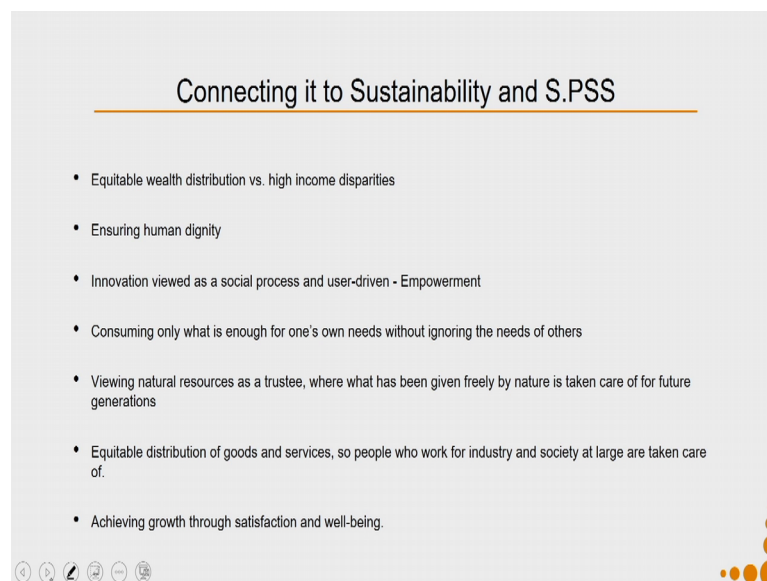 Connecting it to Sustainability and S.PSS
• Equitable wealth distribution vs. high income disparities
• Ensuring human dignity
• Innovation viewed as a social process and user-driven - Empowerment
• Consuming only what is enough for one's own needs without ignoring the needs of others
• Viewing natural resources as a trustee, where what has been given freely by nature is taken care of for future
generations
• Equitable distribution of goods and services, so people who work for industry and society at large are taken care
of.
• Achieving growth through satisfaction and well-being.